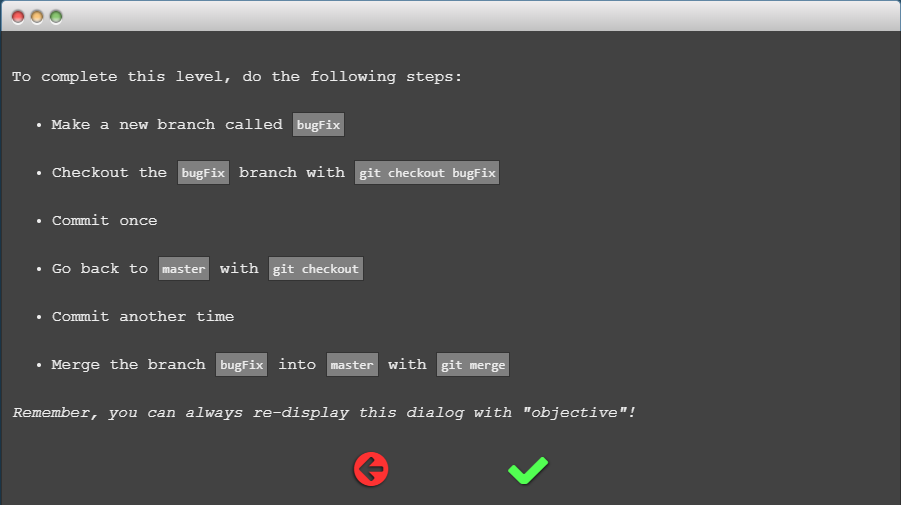 To complete this level, do the following steps:
• Make a new branch called bugFix
• Checkout the bugFix branch with git checkout bugFix
• Commit once
• Go back to master with git checkout
• Commit another time
• Merge the branch bugFix into master with git merge
Remember, you can always re-display this dialog with "objective"!